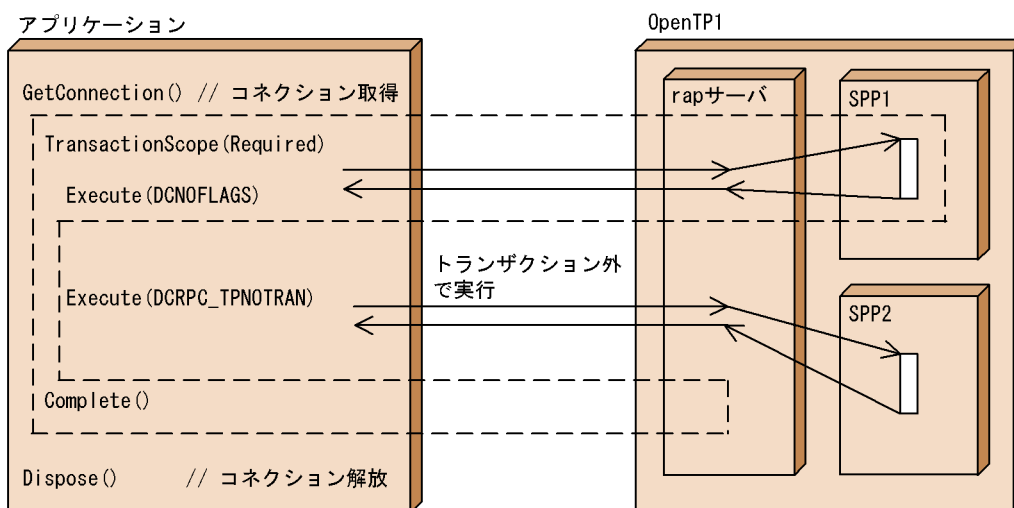 アプリケーション
OpenTP1
GetConnection() // コネクション取得
rapサーバ
SPP1
TransactionScope(Required)
Execute(DCNOFLAGS)
トランザクション外
で実行
Execute(DCRPC_TPNOTRAN)
SPP2
Complete()
Dispose() // コネクション解放